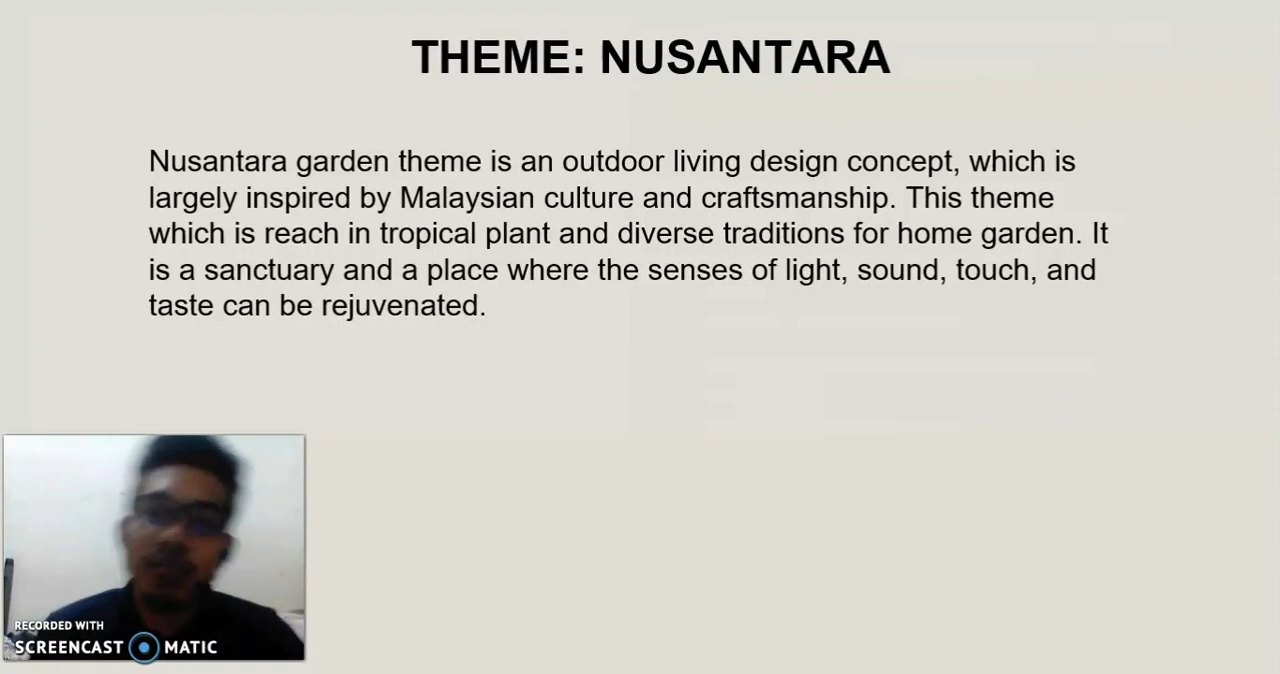 THEME: NUSANTARA
Nusantara garden theme is an outdoor living design concept, which is
largely inspired by Malaysian culture and craftsmanship. This theme
which is reach in tropical plant and diverse traditions for home garden. It
is a sanctuary and a place where the senses of light, sound, touch, and
taste can be rejuvenated.
RECORDED WITH
SCREENCAST MATIC